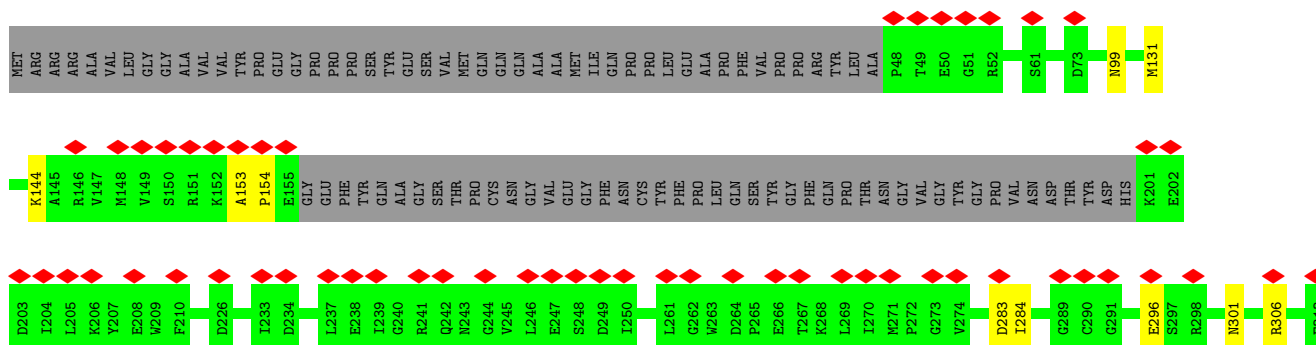 MET ARG ARG ARG ALA VAL LEU GLY GLY ALA VAL VAL TYR PRO GLU GLY PRO PRO PRO SER TYR GLU SER VAL MET GLN GLN GLN ALA ALA MET ILE GLN PRO PRO LEU GLU ALA PRO PHE VAL PRO PRO ARG TYR LEU ALA P48 T49 E50 G51 R52 S61 D73 N99 M131
K144 A145 R146 V147 M148 V149 S150 R151 K152 A153 P154 E155 GLY GLU PHE TYR GLN ALA GLY SER THR PRO CYS ASN GLY VAL GLU GLY PHE ASN CYS TYR PHE PRO LEU GLN SER TYR GLY PHE GLN PRO THR ASN GLY VAL GLY TYR GLY PRO VAL ASN ASP THR TYR ASP HIS K201 E202
D203 I204 L205 K206 Y207 E208 W209 F210 D226 I233 D234 L237 E238 I239 G240 R241 Q242 N243 G244 V245 L246 E247 S248 D249 I250 L261 G262 W263 D264 P265 E266 T267 K268 L269 I270 M271 P272 G273 V274 D283 I284 G289 C290 G291 E296 S297 R298 N301 R306